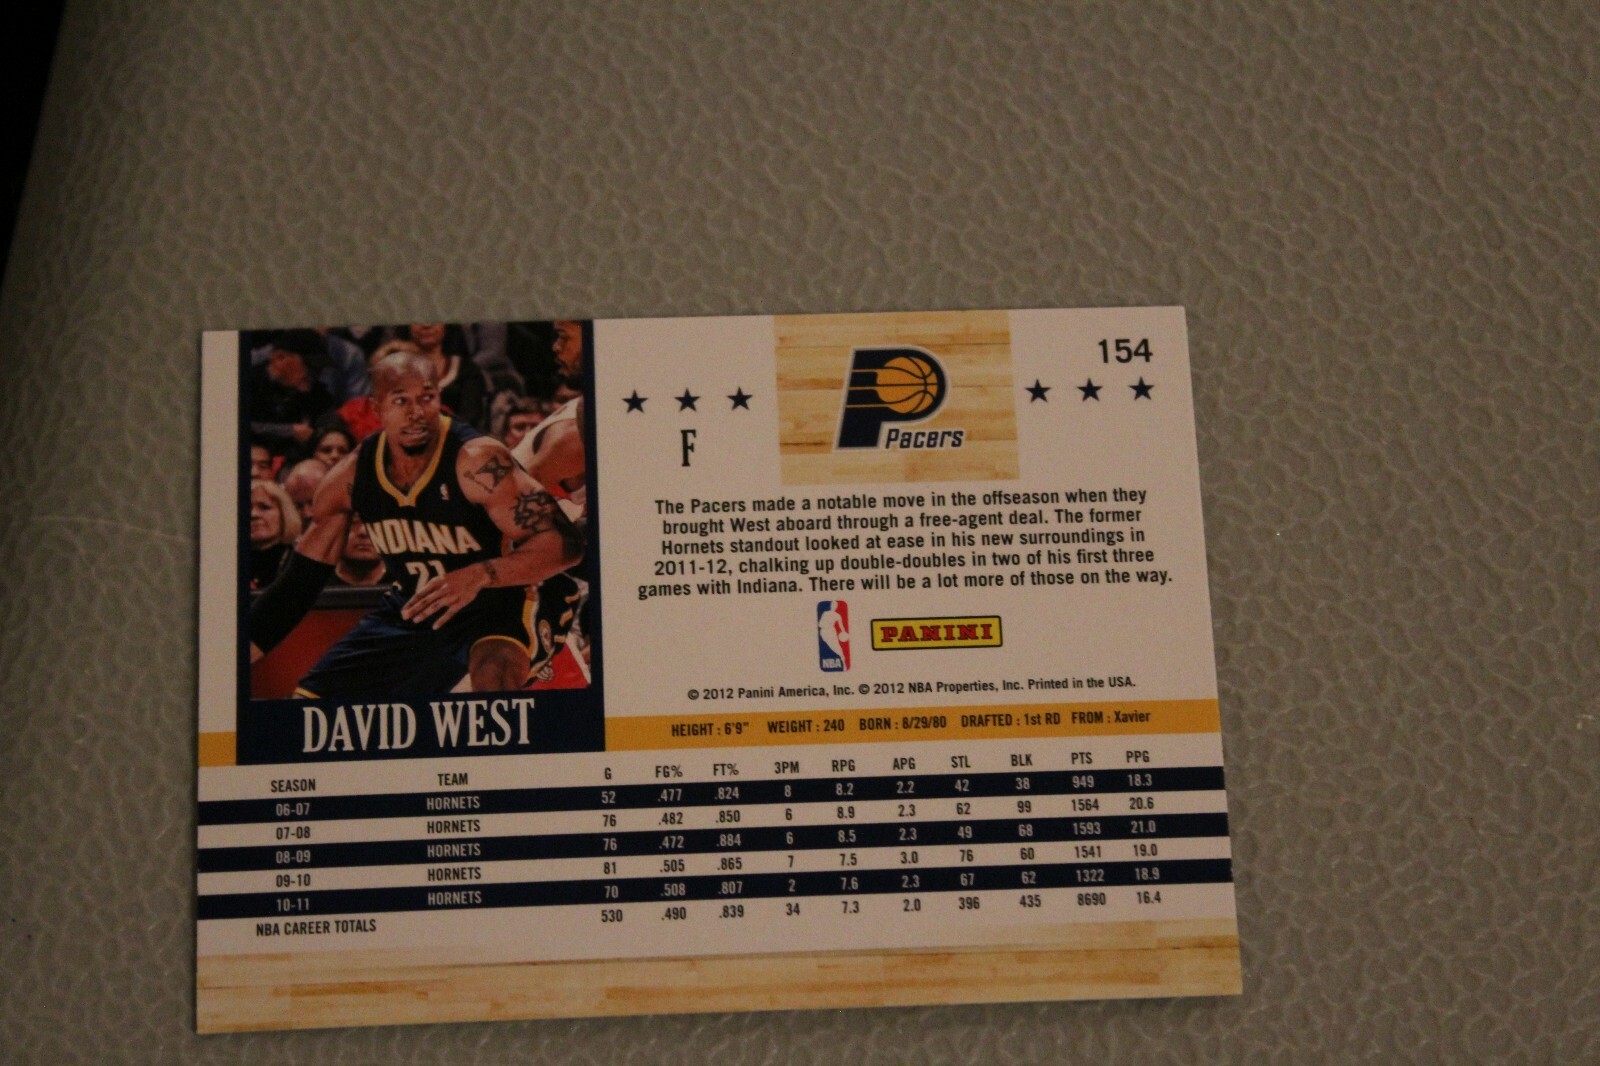 154
★ ★ ★ ★ ★ ★
F
Pacers
The Pacers made a notable move in the offseason when they
brought West aboard through a free-agent deal. The former
Hornets standout looked at ease in his new surroundings in
2011-12, chalking up double-doubles in two of his first three
games with Indiana. There will be a lot more of those on the way.
INDIANA
21
NBA
PANINI
© 2012 Panini America, Inc. © 2012 NBA Properties, Inc. Printed in the USA.
DAVID WEST
HEIGHT : 6'9" WEIGHT : 240 BORN : 8/29/80 DRAFTED : 1st RD FROM : Xavier
SEASON TEAM G FG% FT% 3PM RPG APG STL BLK PTS PPG
06-07 HORNETS 52 .477 .824 8 8.2 2.2 42 38 949 18.3
07-08 HORNETS 76 .482 .850 6 8.9 2.3 62 99 1564 20.6
08-09 HORNETS 76 .472 .884 6 8.5 2.3 49 68 1593 21.0
09-10 HORNETS 81 .505 .865 7 7.5 3.0 76 60 1541 19.0
10-11 HORNETS 70 .508 .807 2 7.6 2.3 67 62 1322 18.9
NBA CAREER TOTALS 530 .490 .839 34 7.3 2.0 396 435 8690 16.4